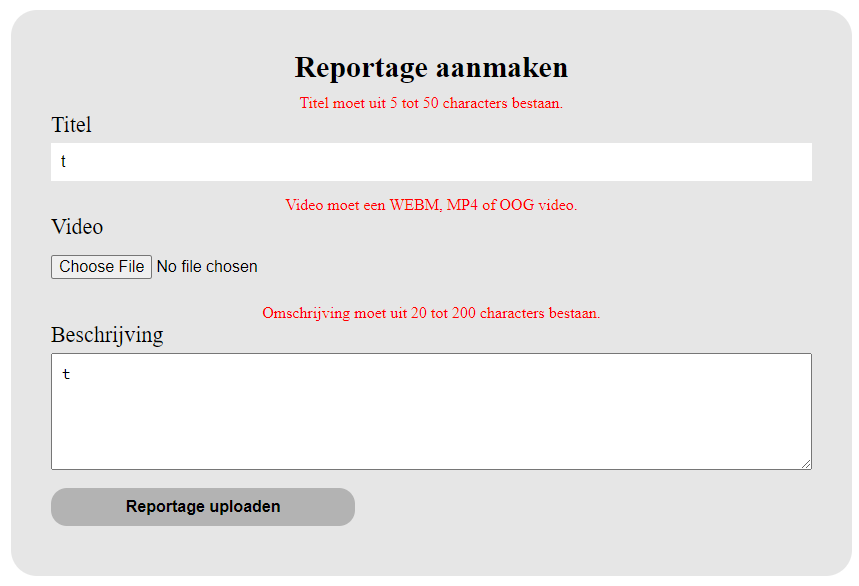 Reportage aanmaken
Titel moet uit 5 tot 50 characters bestaan.
Titel
t
Video moet een WEBM, MP4 of OOG video.
Video
Choose File No file chosen
Omschrijving moet uit 20 tot 200 characters bestaan.
Beschrijving
t
Reportage uploaden